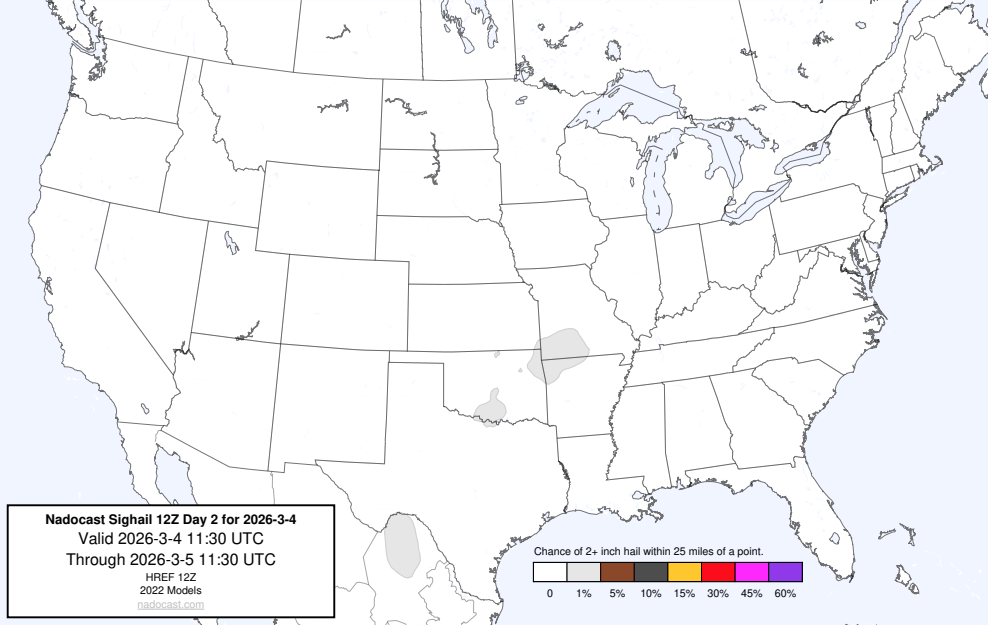 Nadocast Sighail 12Z Day 2 for 2026-3-4
Valid 2026-3-4 11:30 UTC
Through 2026-3-5 11:30 UTC
HREF 12Z
2022 Models
nadocast.com
Chance of 2+ inch hail within 25 miles of a point.
0 1% 5% 10% 15% 30% 45% 60%